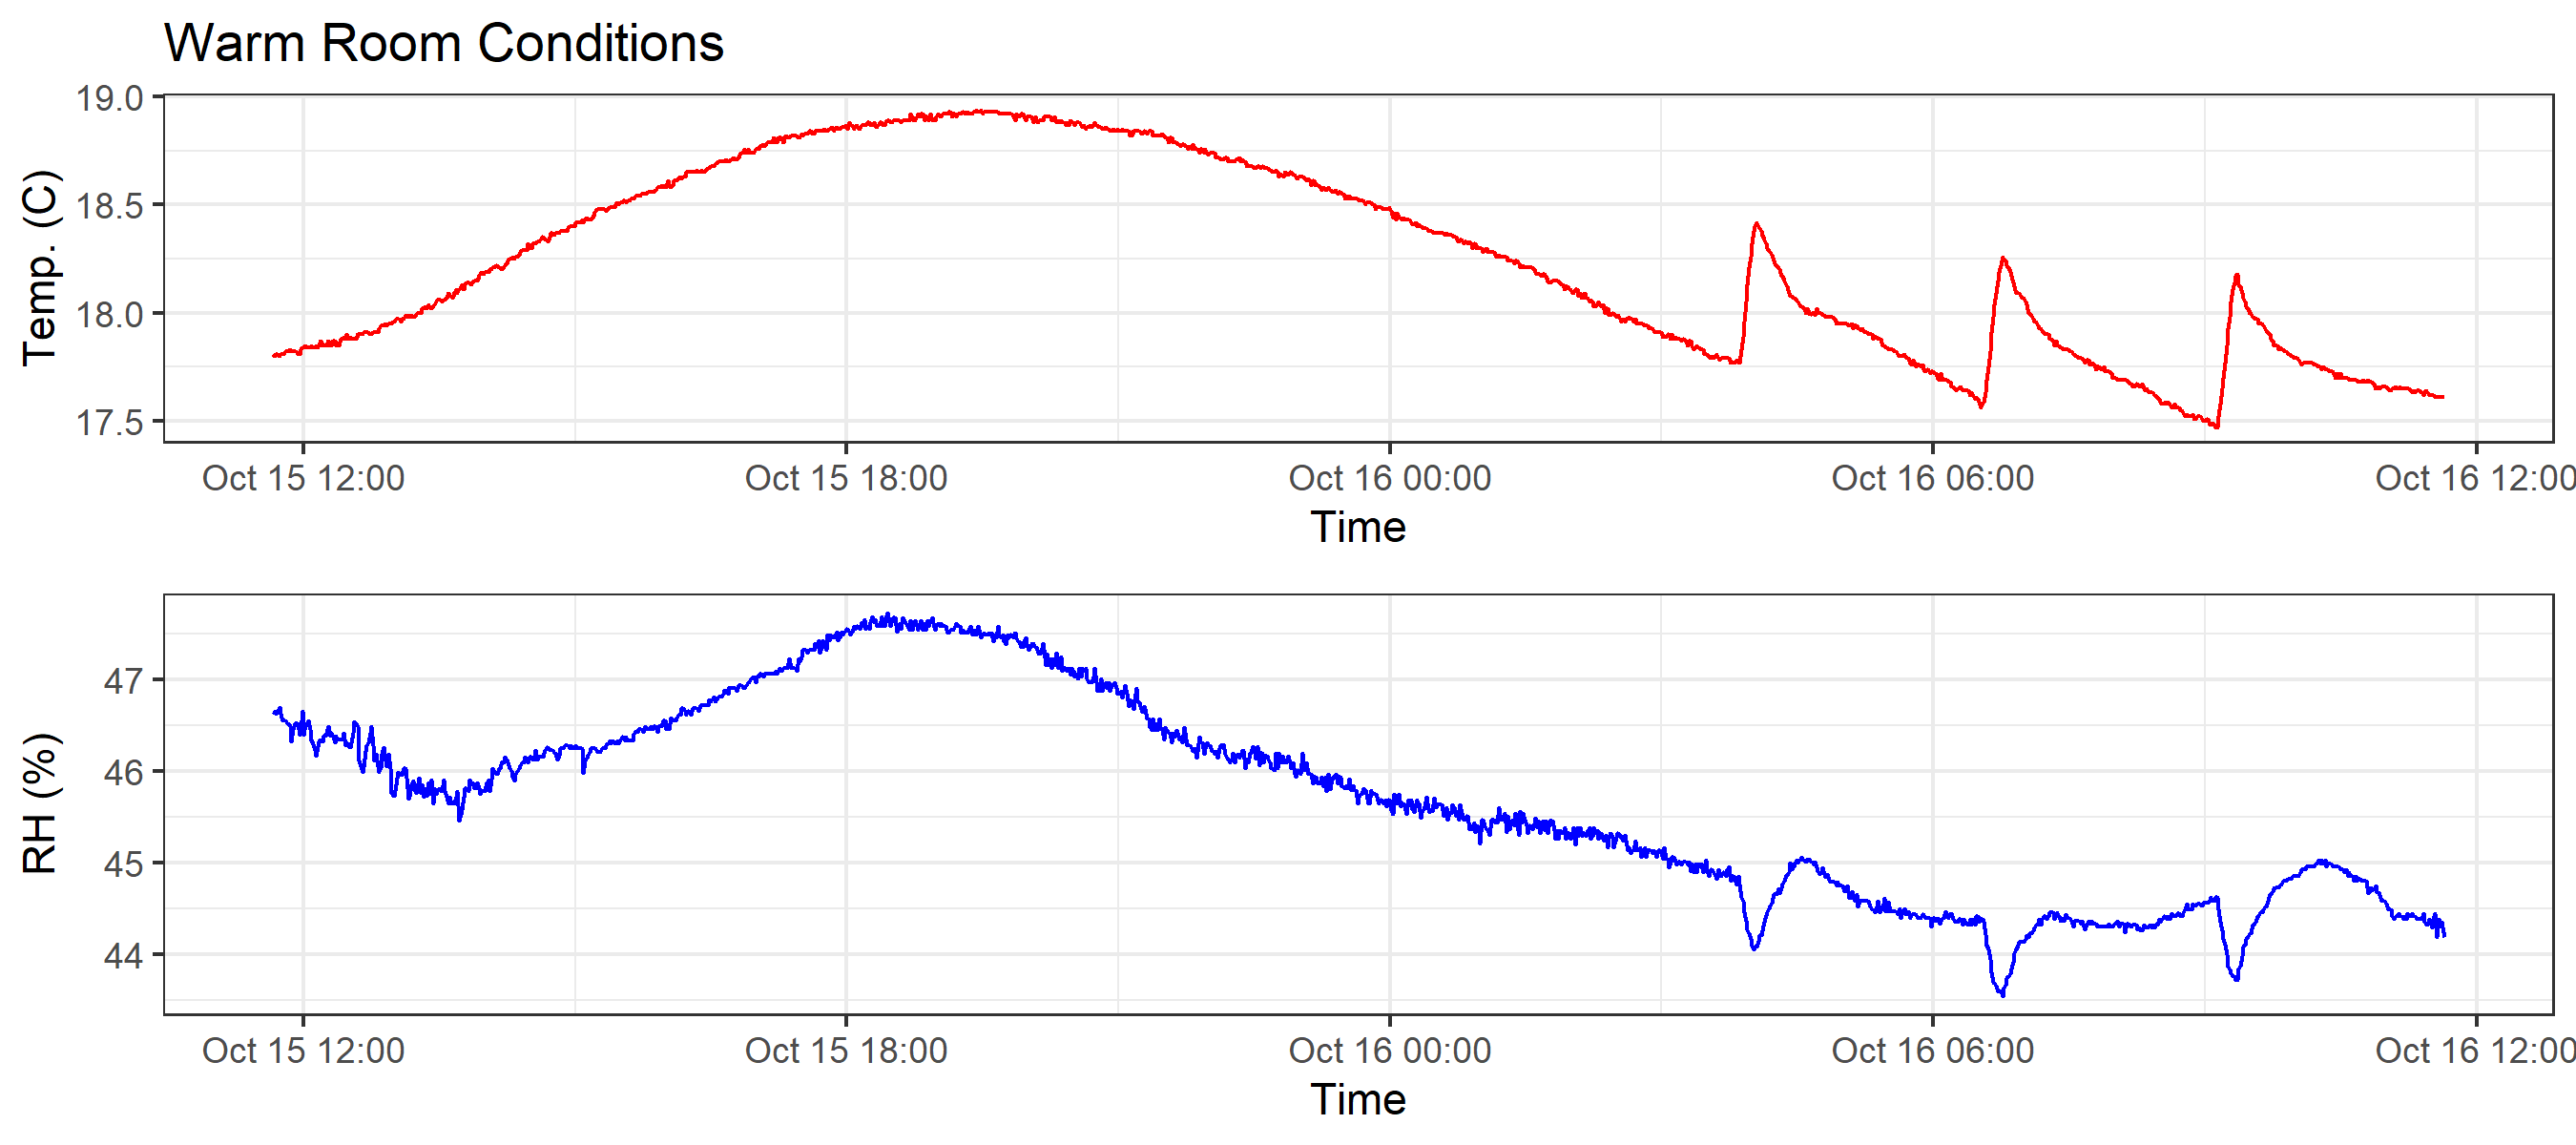 Warm Room Conditions
Temp. (C)
19.0
18.5
18.0
17.5
Oct 15 12:00 Oct 15 18:00 Oct 16 00:00 Oct 16 06:00 Oct 16 12:00
Time
RH (%)
47
46
45
44
Oct 15 12:00 Oct 15 18:00 Oct 16 00:00 Oct 16 06:00 Oct 16 12:00
Time